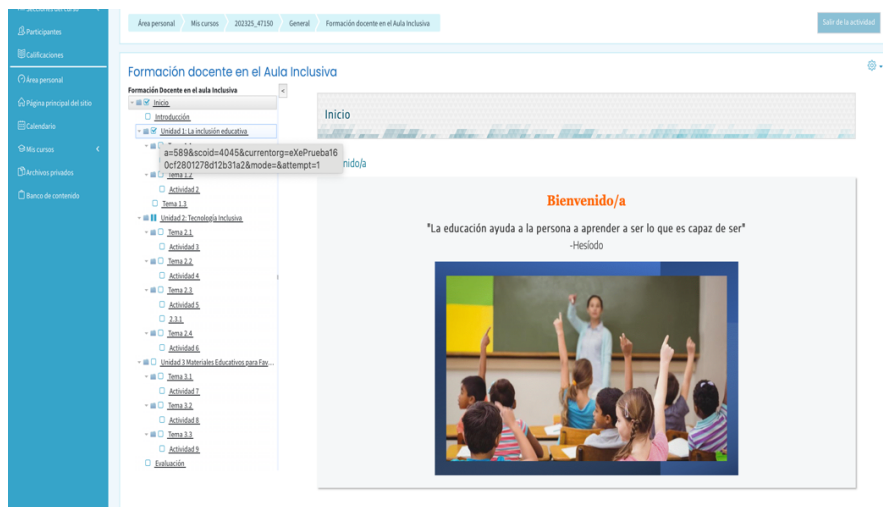 Participantes
Calificaciones
Área personal
Página principal del sitio
Calendario
Mis cursos
Archivos privados
Banco de contenido
Área personal Mis cursos 202325_47150 General Formación docente en el Aula Inclusiva
Salir de la actividad
Formación docente en el Aula Inclusiva
Formación Docente en el aula Inclusiva
<
Inicio
Introducción
Unidad 1: La inclusión educativa
a=589&scoid=4045&currentorg=eXePrueba16
0cf2801278d12b31a2&mode=&attempt=1
Tema 1.2
Actividad 2
Tema 1.3
Unidad 2: Tecnología Inclusiva
Tema 2.1
Actividad 3
Tema 2.2
Actividad 4
Tema 2.3
Actividad 5
2.3.1
Tema 2.4
Actividad 6
Unidad 3 Materiales Educativos para Fav...
Tema 3.1
Actividad 7
Tema 3.2
Actividad 8
Tema 3.3
Actividad 9
Evaluación
Inicio
nido/a
Bienvenido/a
"La educación ayuda a la persona a aprender a ser lo que es capaz de ser"
-Hesíodo